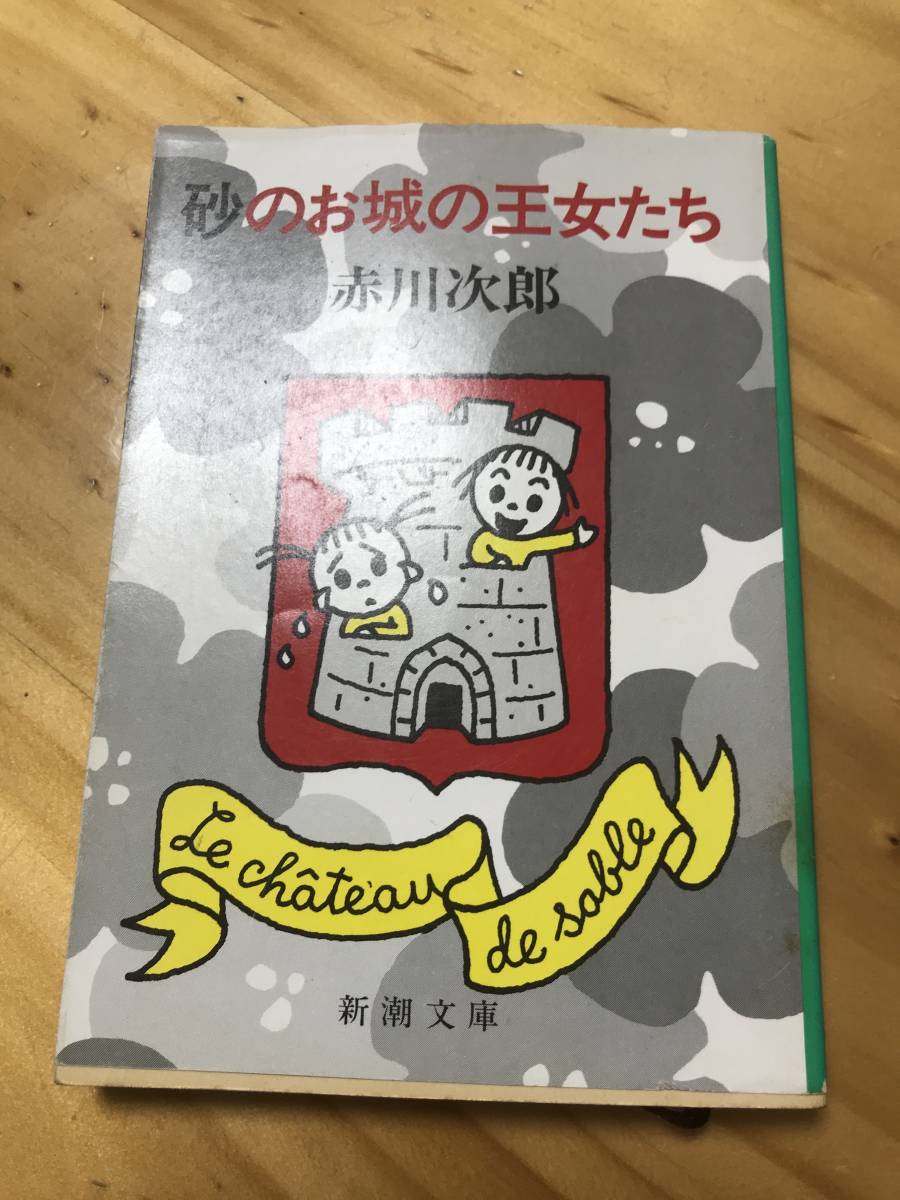 砂のお城の王女たち
赤川次郎
Le château
de sable
新潮文庫